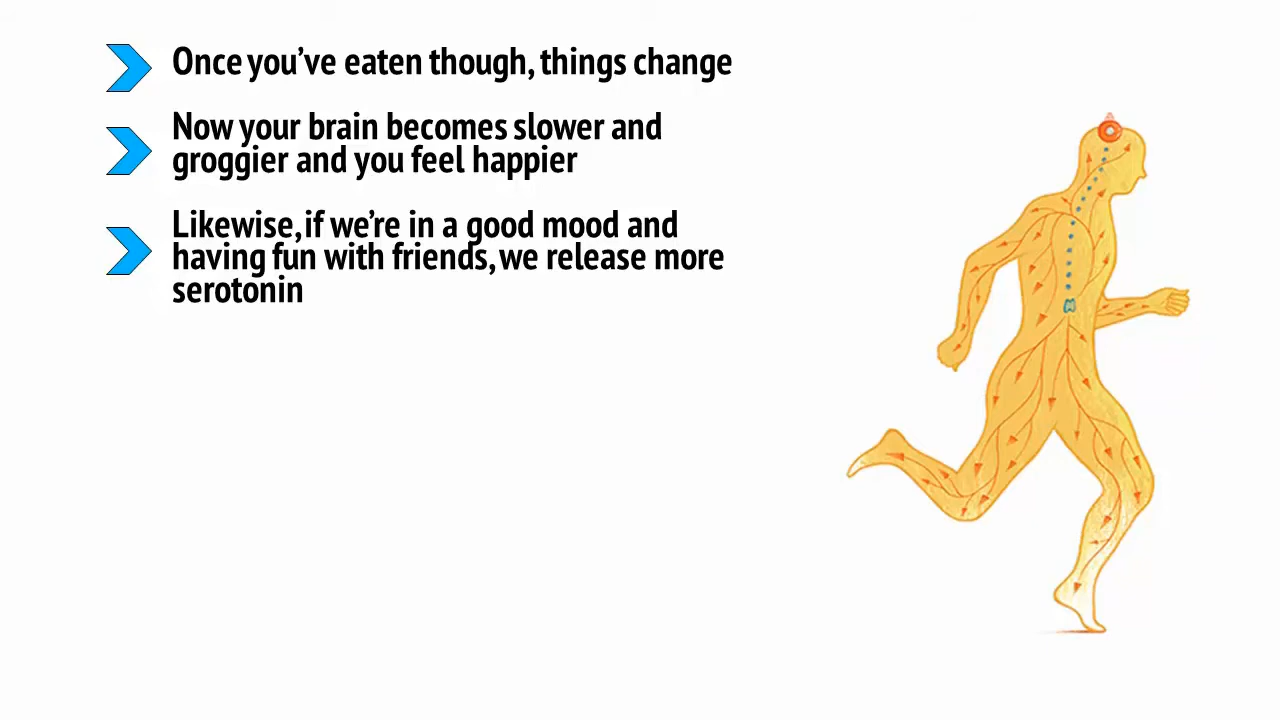 Once you’ve eaten though, things change
Now your brain becomes slower and
groggier and you feel happier
Likewise, if we’re in a good mood and
having fun with friends, we release more
serotonin